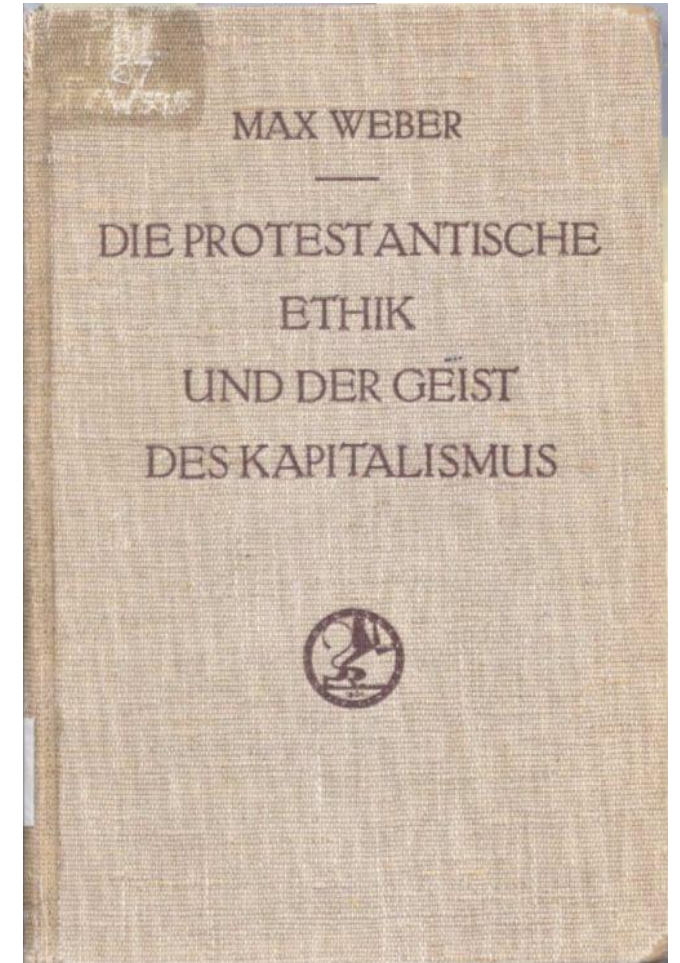 MAX WEBER
DIE PROTESTANTISCHE
ETHIK
UND DER GEIST
DES KAPITALISMUS